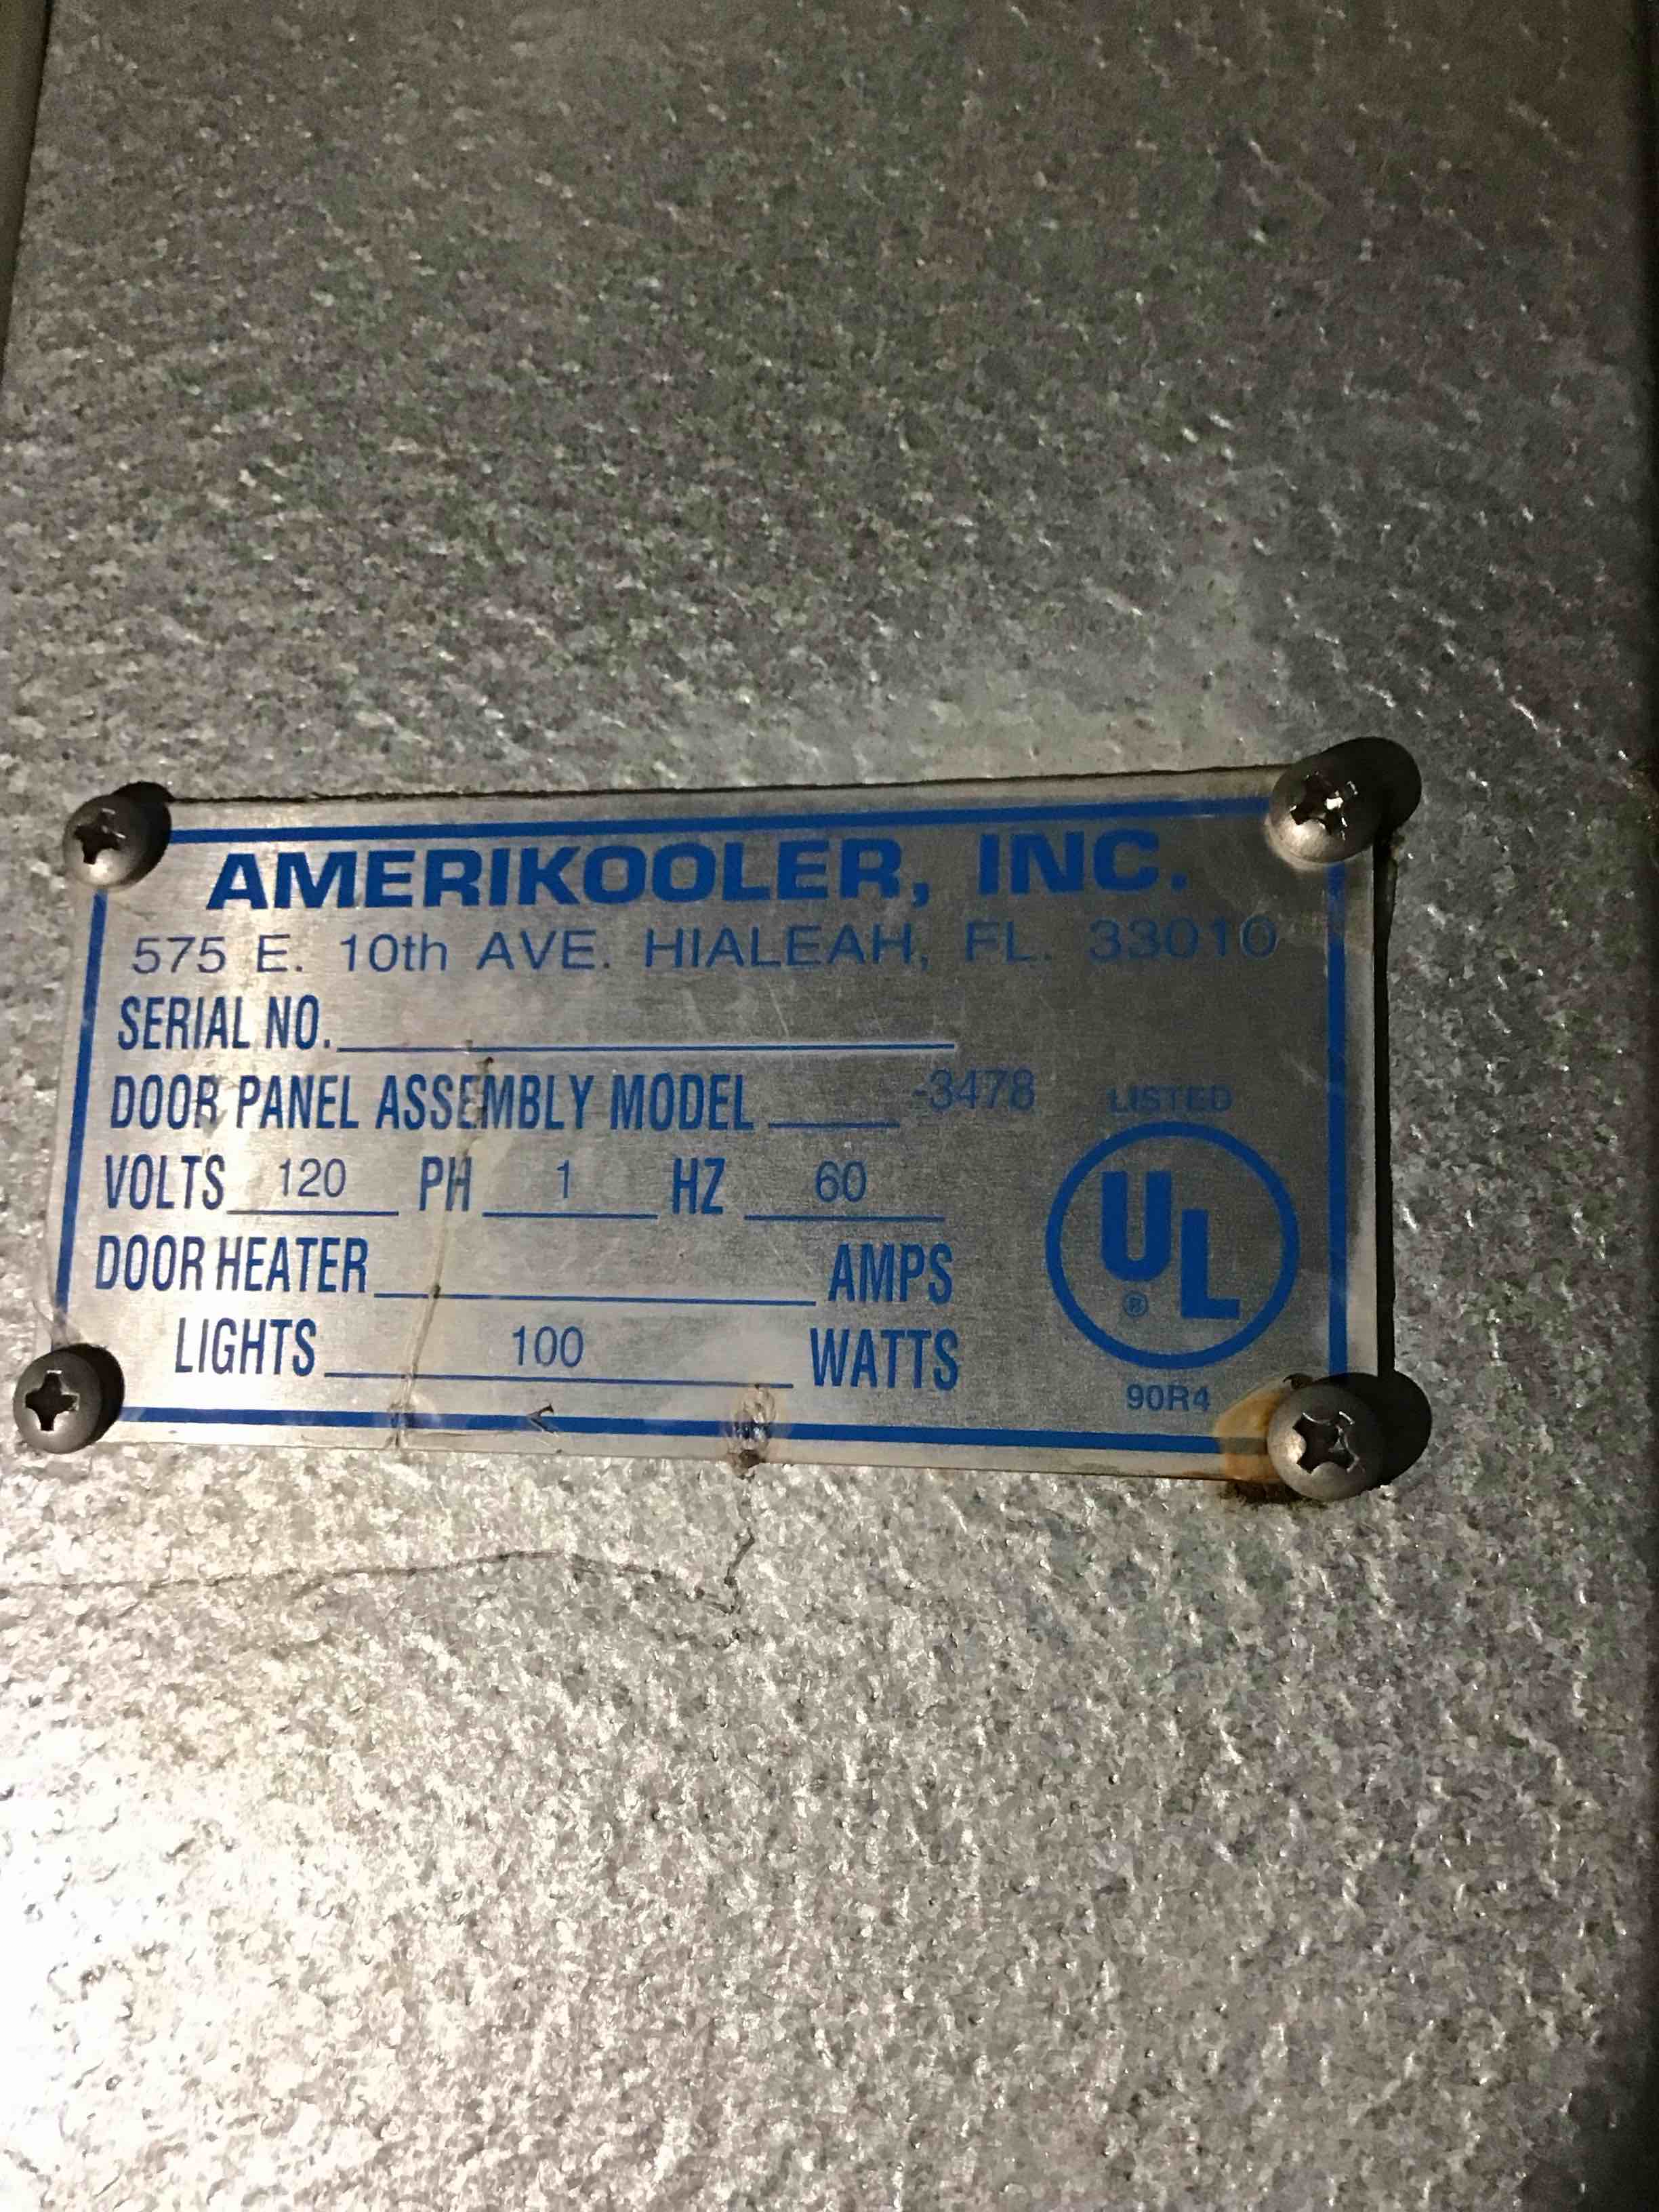 AMERIKOOLER, INC.
575 E. 10th AVE. HIALEAH, FL. 33010
SERIAL NO.
DOOR PANEL ASSEMBLY MODEL -3478
VOLTS 120 PH 1 HZ 60
DOOR HEATER AMPS
LIGHTS 100 WATTS
LISTED
UL
®
90R4